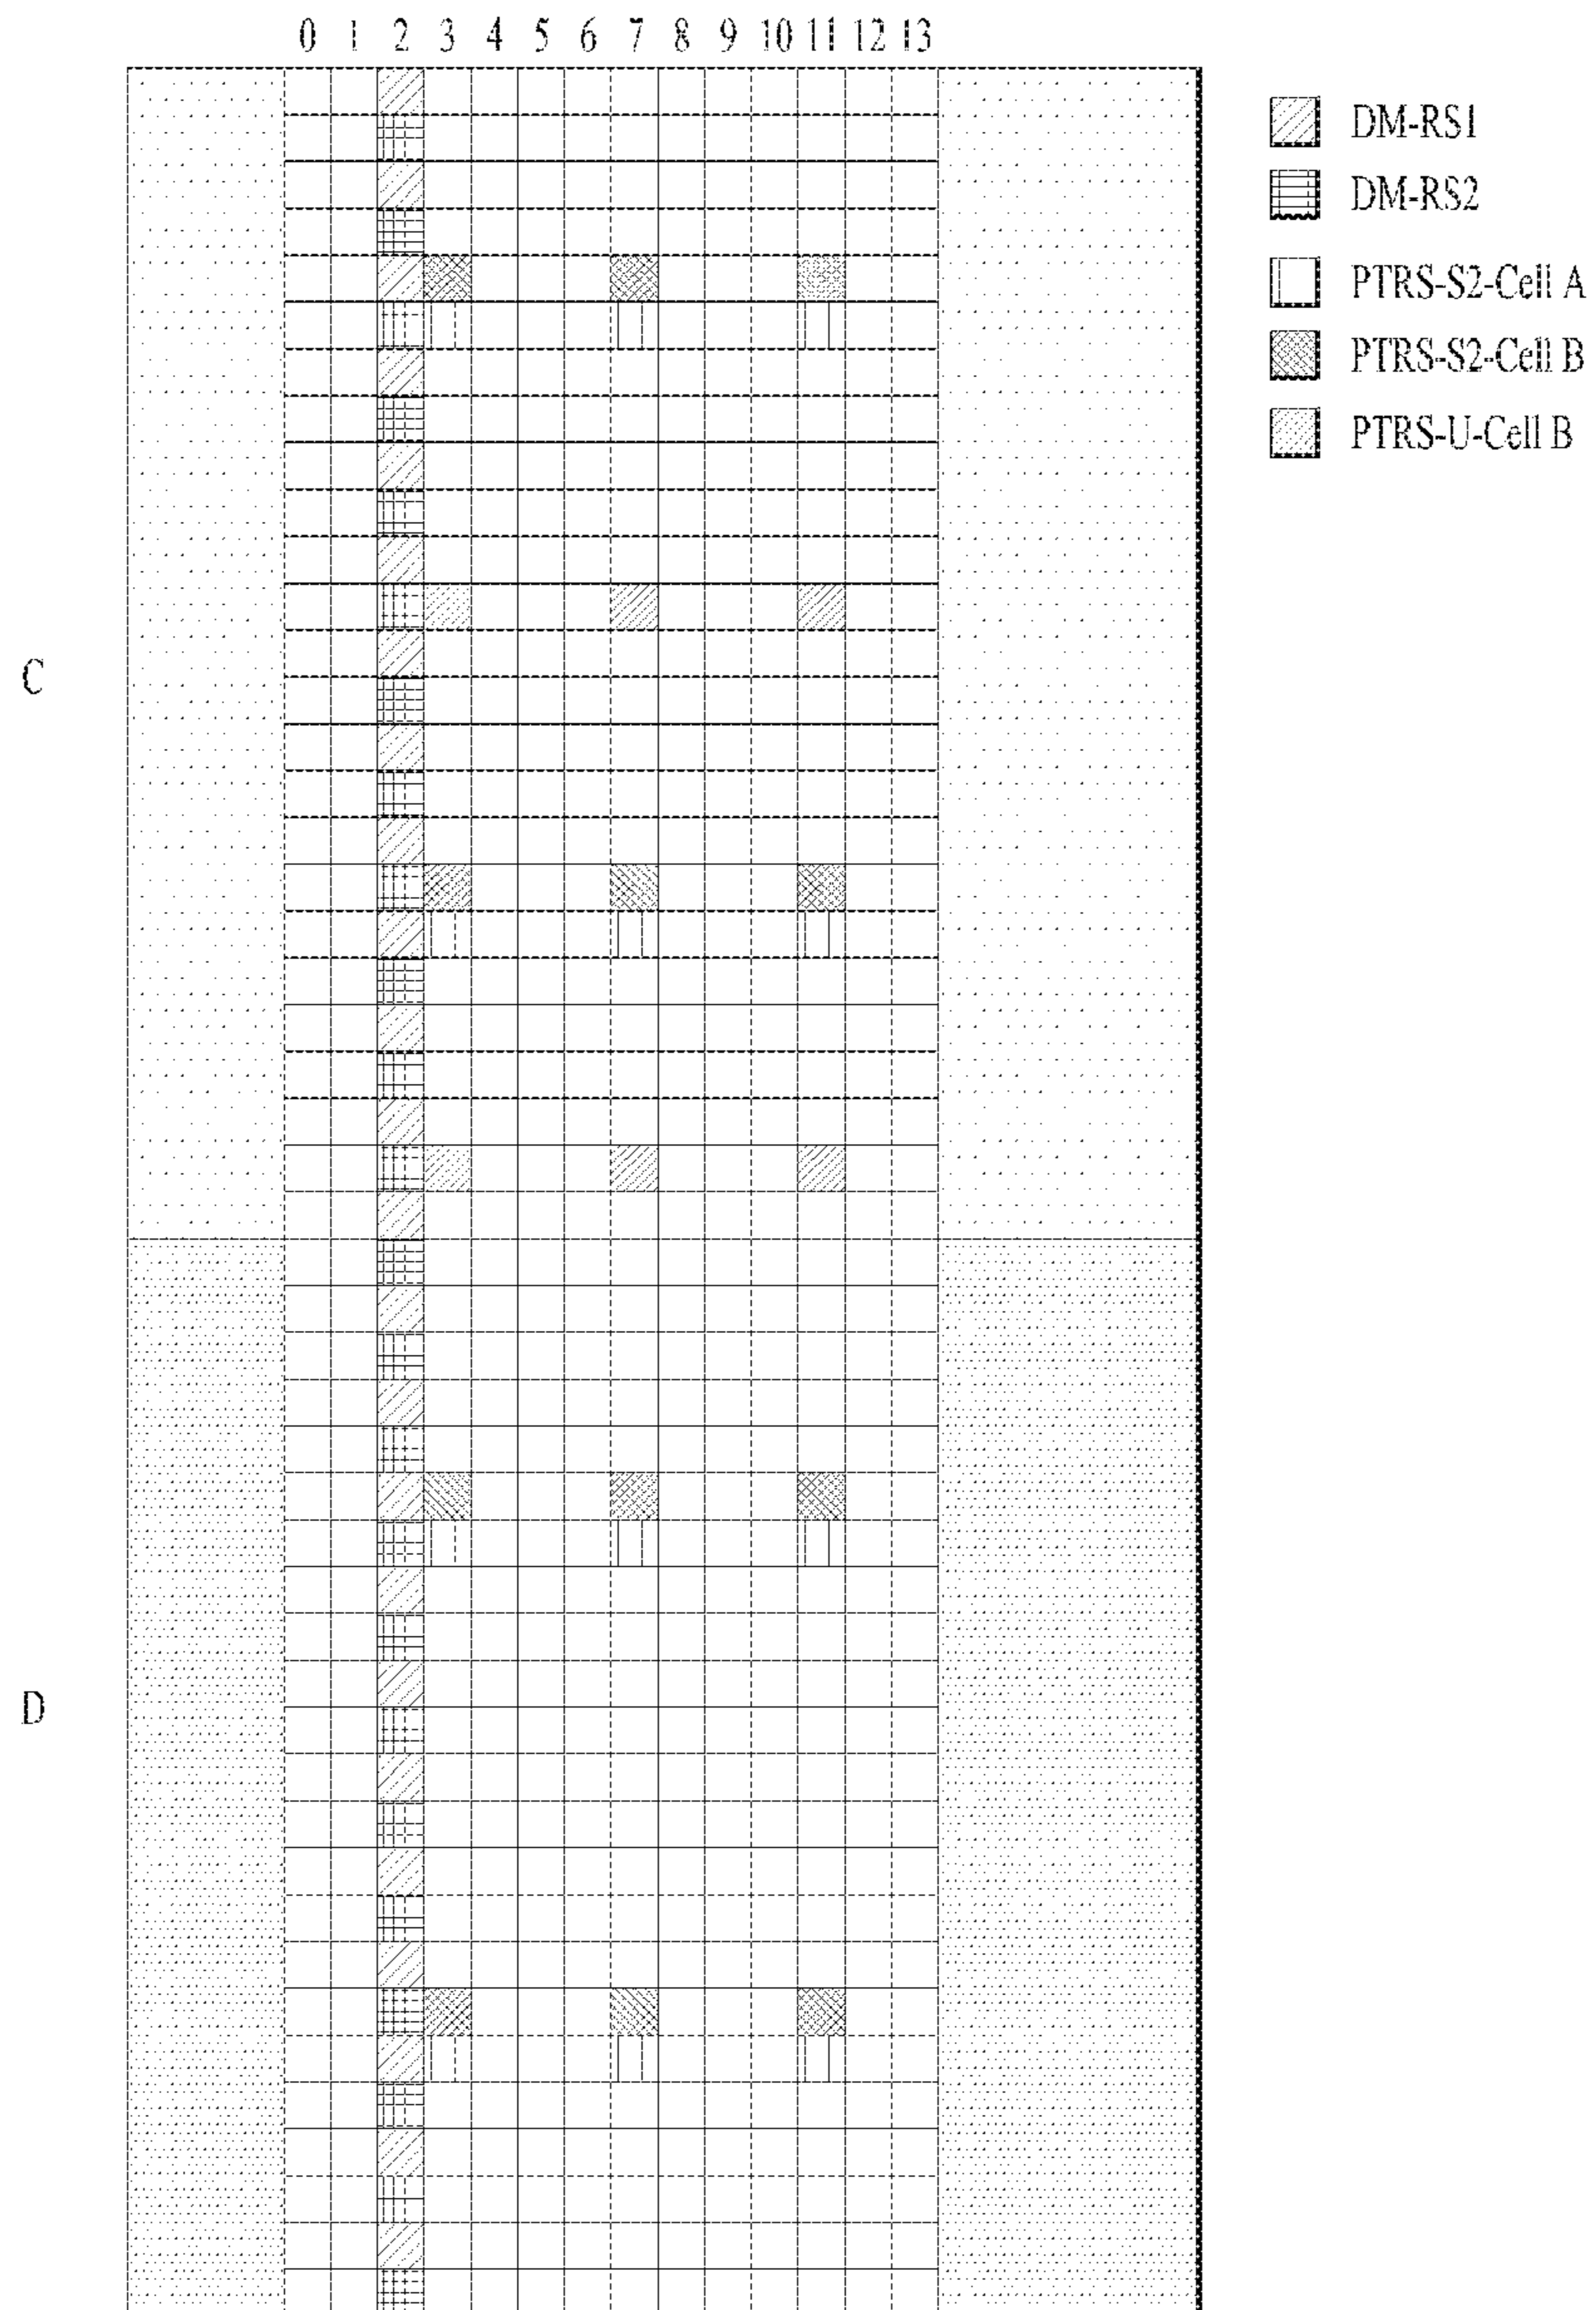 0 1 2 3 4 5 6 7 8 9 10 11 12 13
DM-RS1
DM-RS2
PTRS-S2-Cell A
PTRS-S2-Cell B
PTRS-U-Cell B
C
D